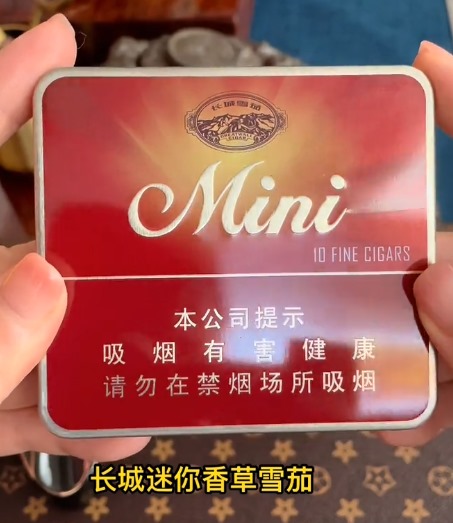 长城雪茄
Mini
10 FINE CIGARS
本公司提示
吸烟有害健康
请勿在禁烟场所吸烟
长城迷你香草雪茄